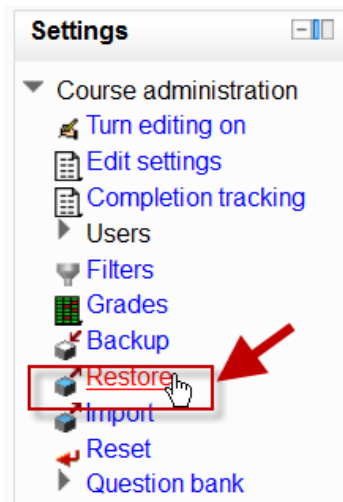 Settings
Course administration
Turn editing on
Edit settings
Completion tracking
Users
Filters
Grades
Backup
Restore
Import
Reset
Question bank